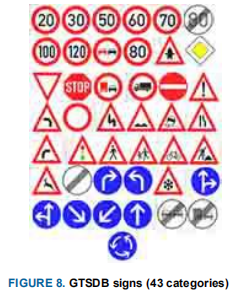 20 30 50 60 70 80
100 120 80
STOP
FIGURE 8. GTSDB signs (43 categories)